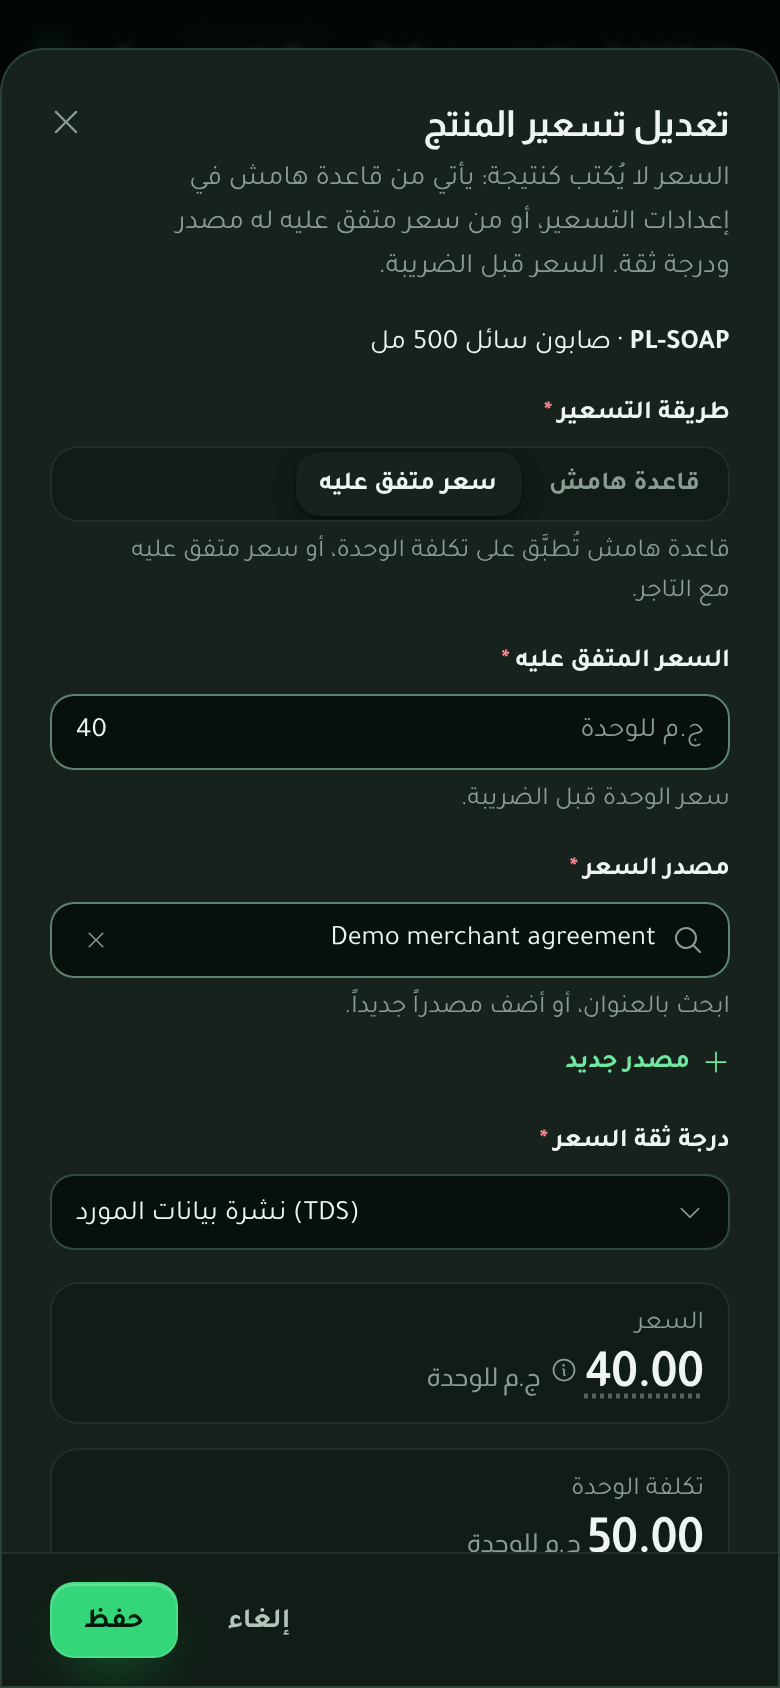 تعديل تسعير المنتج
السعر لا يُكتب كنتيجة: يأتي من قاعدة هامش في
إعدادات التسعير، أو من سعر متفق عليه له مصدر
ودرجة ثقة. السعر قبل الضريبة.
PL-SOAP · صابون سائل 500 مل
طريقة التسعير *
قاعدة هامش
سعر متفق عليه
قاعدة هامش تُطبَّق على تكلفة الوحدة، أو سعر متفق عليه
مع التاجر.
السعر المتفق عليه *
ج.م للوحدة 40
سعر الوحدة قبل الضريبة.
مصدر السعر *
Demo merchant agreement
ابحث بالعنوان، أو أضف مصدراً جديداً.
مصدر جديد
درجة ثقة السعر *
نشرة بيانات المورد (TDS)
السعر
40.00 ج.م للوحدة
تكلفة الوحدة
50.00 ج.م للوحدة
إلغاء
حفظ